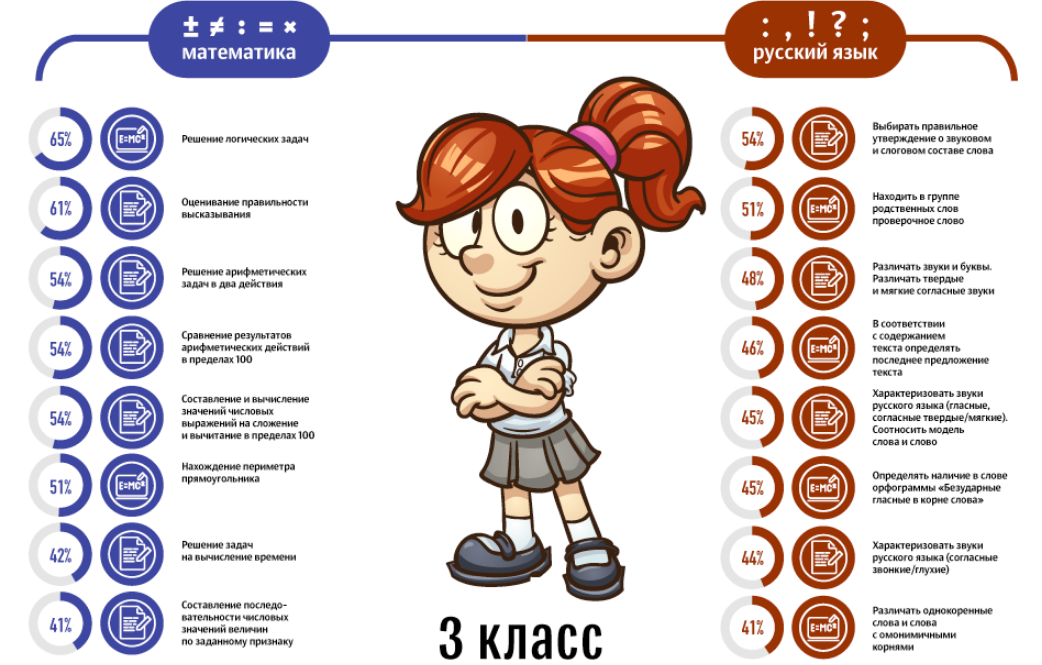 ± ≠ : = ×
математика
: , ! ? ;
русский язык
65%
E=MC²
Решение логических задач
61%
Оценивание правильности
высказывания
54%
Решение арифметических
задач в два действия
54%
Сравнение результатов
арифметических действий
в пределах 100
54%
Составление и вычисление
значений числовых
выражений на сложение
и вычитание в пределах 100
51%
E=MC²
Нахождение периметра
прямоугольника
42%
Решение задач
на вычисление времени
41%
Составление последо-
вательности числовых
значений величин
по заданному признаку
3 класс
54%
Выбирать правильное
утверждение о звуковом
и слоговом составе слова
51%
E=MC²
Находить в группе
родственных слов
проверочное слово
48%
Различать звуки и буквы.
Различать твердые
и мягкие согласные звуки
46%
E=MC²
В соответствии
с содержанием
текста определять
последнее предложение
текста
45%
Характеризовать звуки
русского языка (гласные,
согласные твердые/мягкие).
Соотносить модель
слова и слово
45%
E=MC²
Определять наличие в слове
орфограммы «Безударные
гласные в корне слова»
44%
Характеризовать звуки
русского языка (согласные
звонкие/глухие)
41%
E=MC²
Различать однокоренные
слова и слова
с омонимичными
корнями